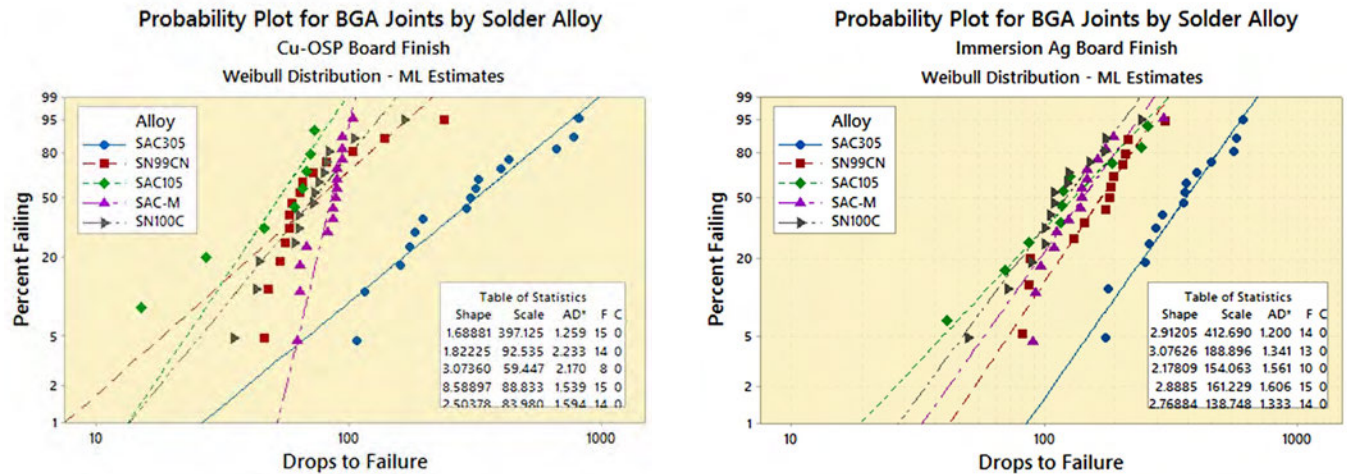 Probability Plot for BGA Joints by Solder Alloy
Cu-OSP Board Finish
Weibull Distribution - ML Estimates
Percent Failing
99
95
80
50
20
5
2
1
Alloy
SAC305
SN99CN
SAC105
SAC-M
SN100C
Table of Statistics
Shape Scale AD* F C
1.68881 397.125 1.259 15 0
1.82225 92.535 2.233 14 0
3.07360 59.447 2.170 8 0
8.58897 88.833 1.539 15 0
2.50378 83.980 1.594 14 0
10 100 1000
Drops to Failure
Probability Plot for BGA Joints by Solder Alloy
Immersion Ag Board Finish
Weibull Distribution - ML Estimates
Percent Failing
99
95
80
50
20
5
2
1
Alloy
SAC305
SN99CN
SAC105
SAC-M
SN100C
Table of Statistics
Shape Scale AD* F C
2.91205 412.690 1.200 14 0
3.07626 188.896 1.341 13 0
2.17809 154.063 1.561 10 0
2.8885 161.229 1.606 15 0
2.76884 138.748 1.333 14 0
10 100 1000
Drops to Failure